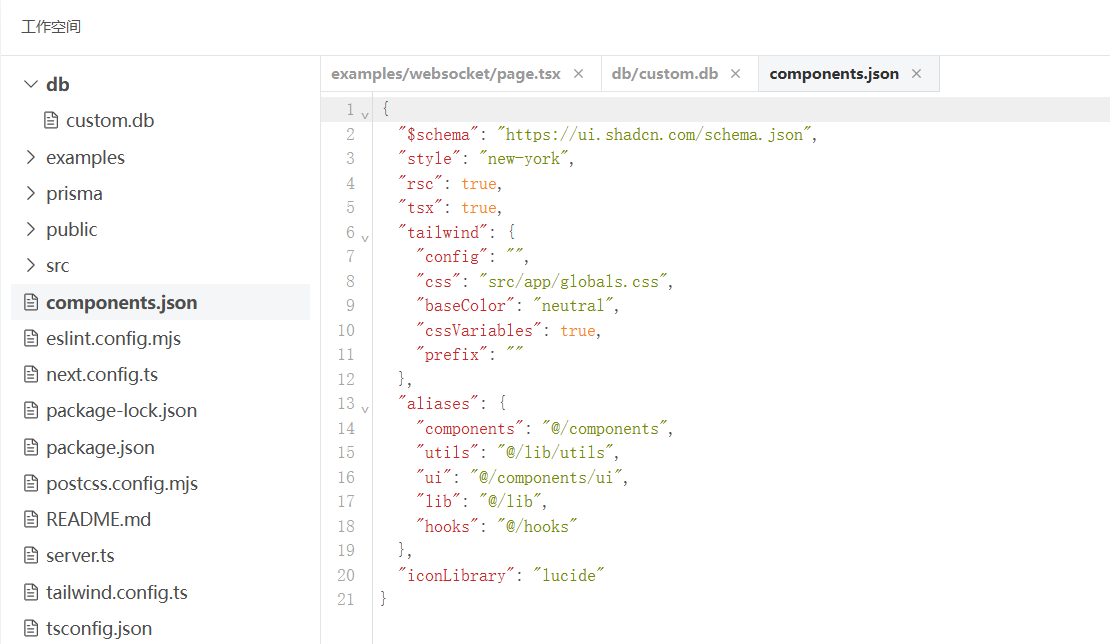 工作空间
db
custom.db
examples
prisma
public
src
components.json
eslint.config.mjs
next.config.ts
package-lock.json
package.json
postcss.config.mjs
README.md
server.ts
tailwind.config.ts
tsconfig.json
examples/websocket/page.tsx × db/custom.db × components.json ×
1 {
2 "$schema": "https://ui.shadcn.com/schema.json",
3 "style": "new-york",
4 "rsc": true,
5 "tsx": true,
6 "tailwind": {
7 "config": "",
8 "css": "src/app/globals.css",
9 "baseColor": "neutral",
10 "cssVariables": true,
11 "prefix": ""
12 },
13 "aliases": {
14 "components": "@/components",
15 "utils": "@/lib/utils",
16 "ui": "@/components/ui",
17 "lib": "@/lib",
18 "hooks": "@/hooks"
19 },
20 "iconLibrary": "lucide"
21 }